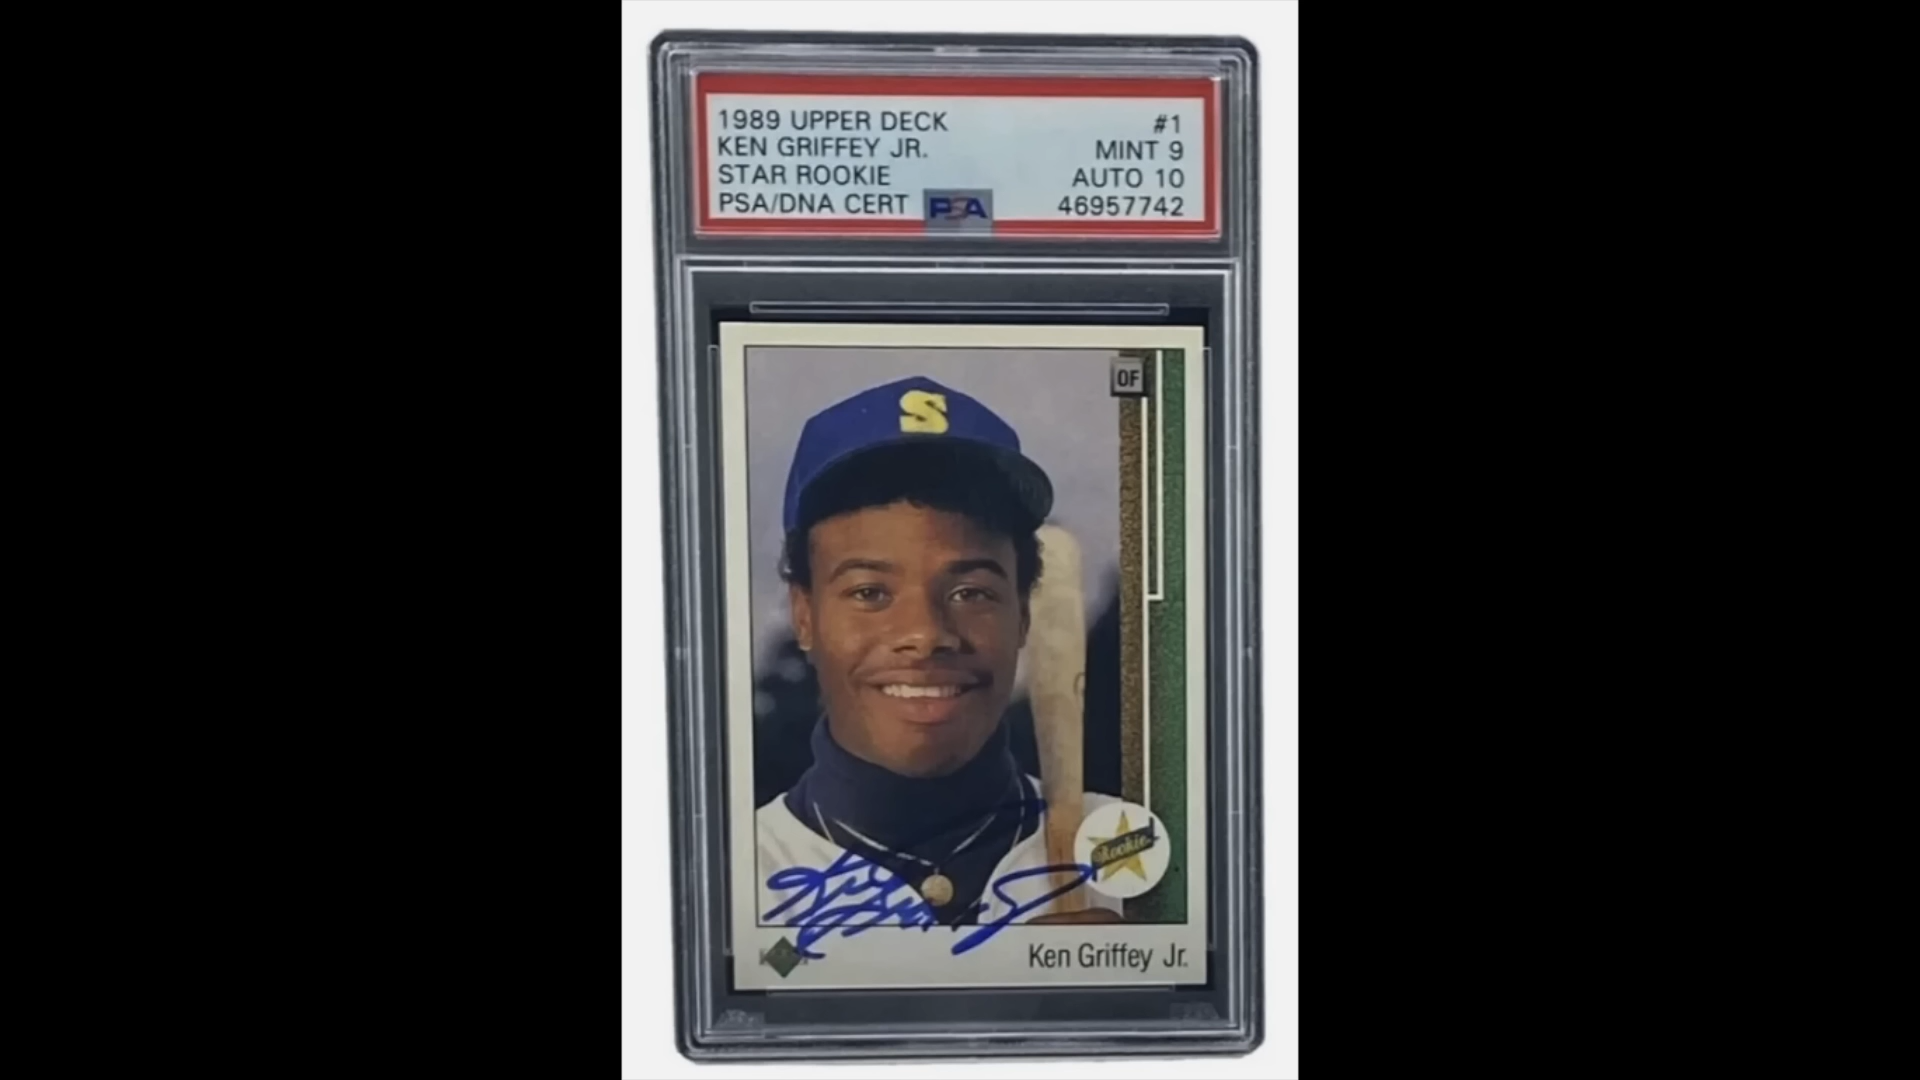 1989 UPPER DECK #1
KEN GRIFFEY JR. MINT 9
STAR ROOKIE AUTO 10
PSA/DNA CERT PSA 46957742
OF
S
Rookie
Ken Griffey Jr.